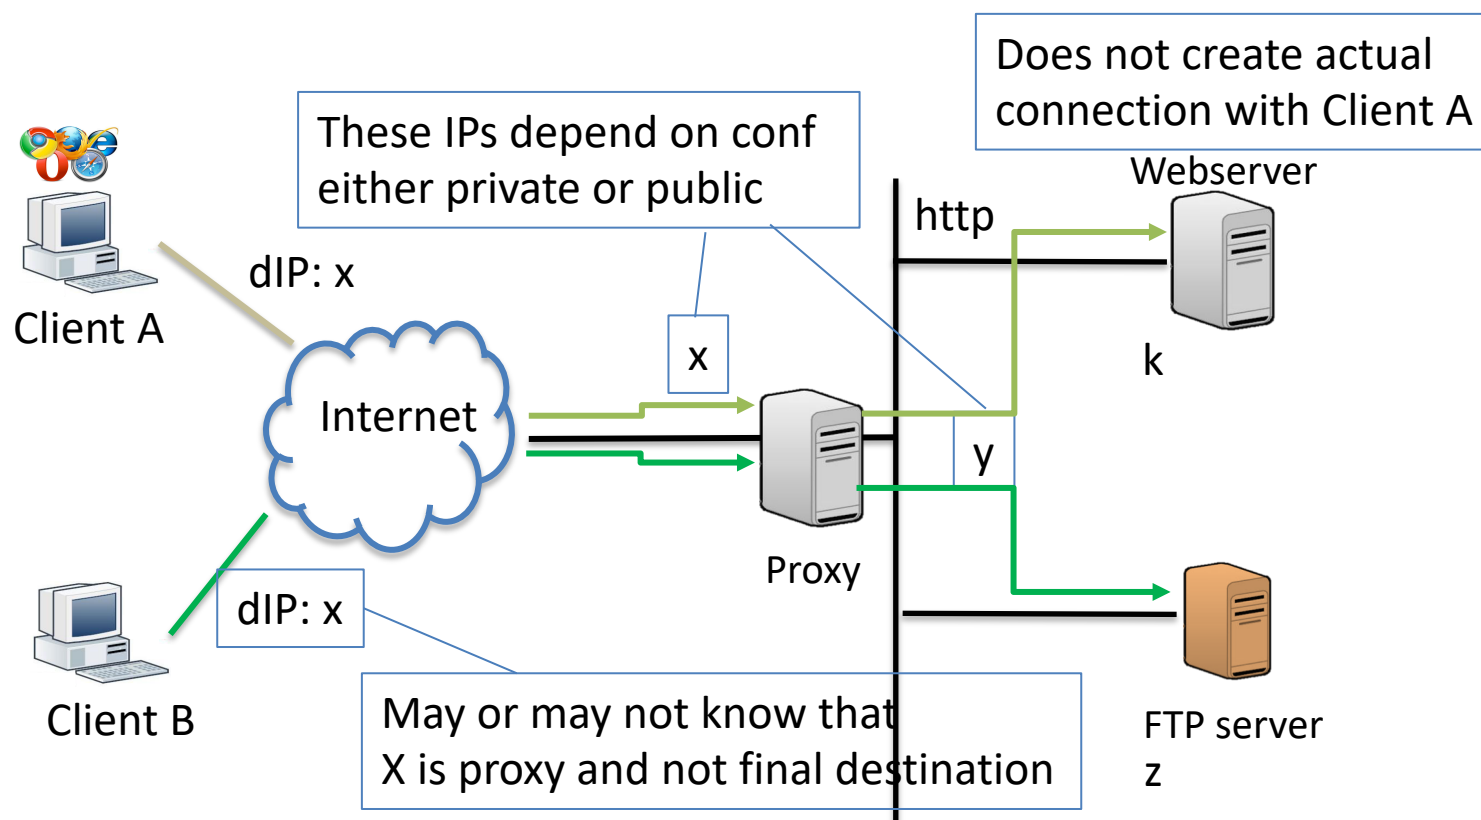 Does not create actual
connection with Client A
These IPs depend on conf
either private or public
Webserver
http
dIP: x
Client A
x
k
Internet
y
Proxy
dIP: x
Client B
May or may not know that
X is proxy and not final destination
FTP server
z